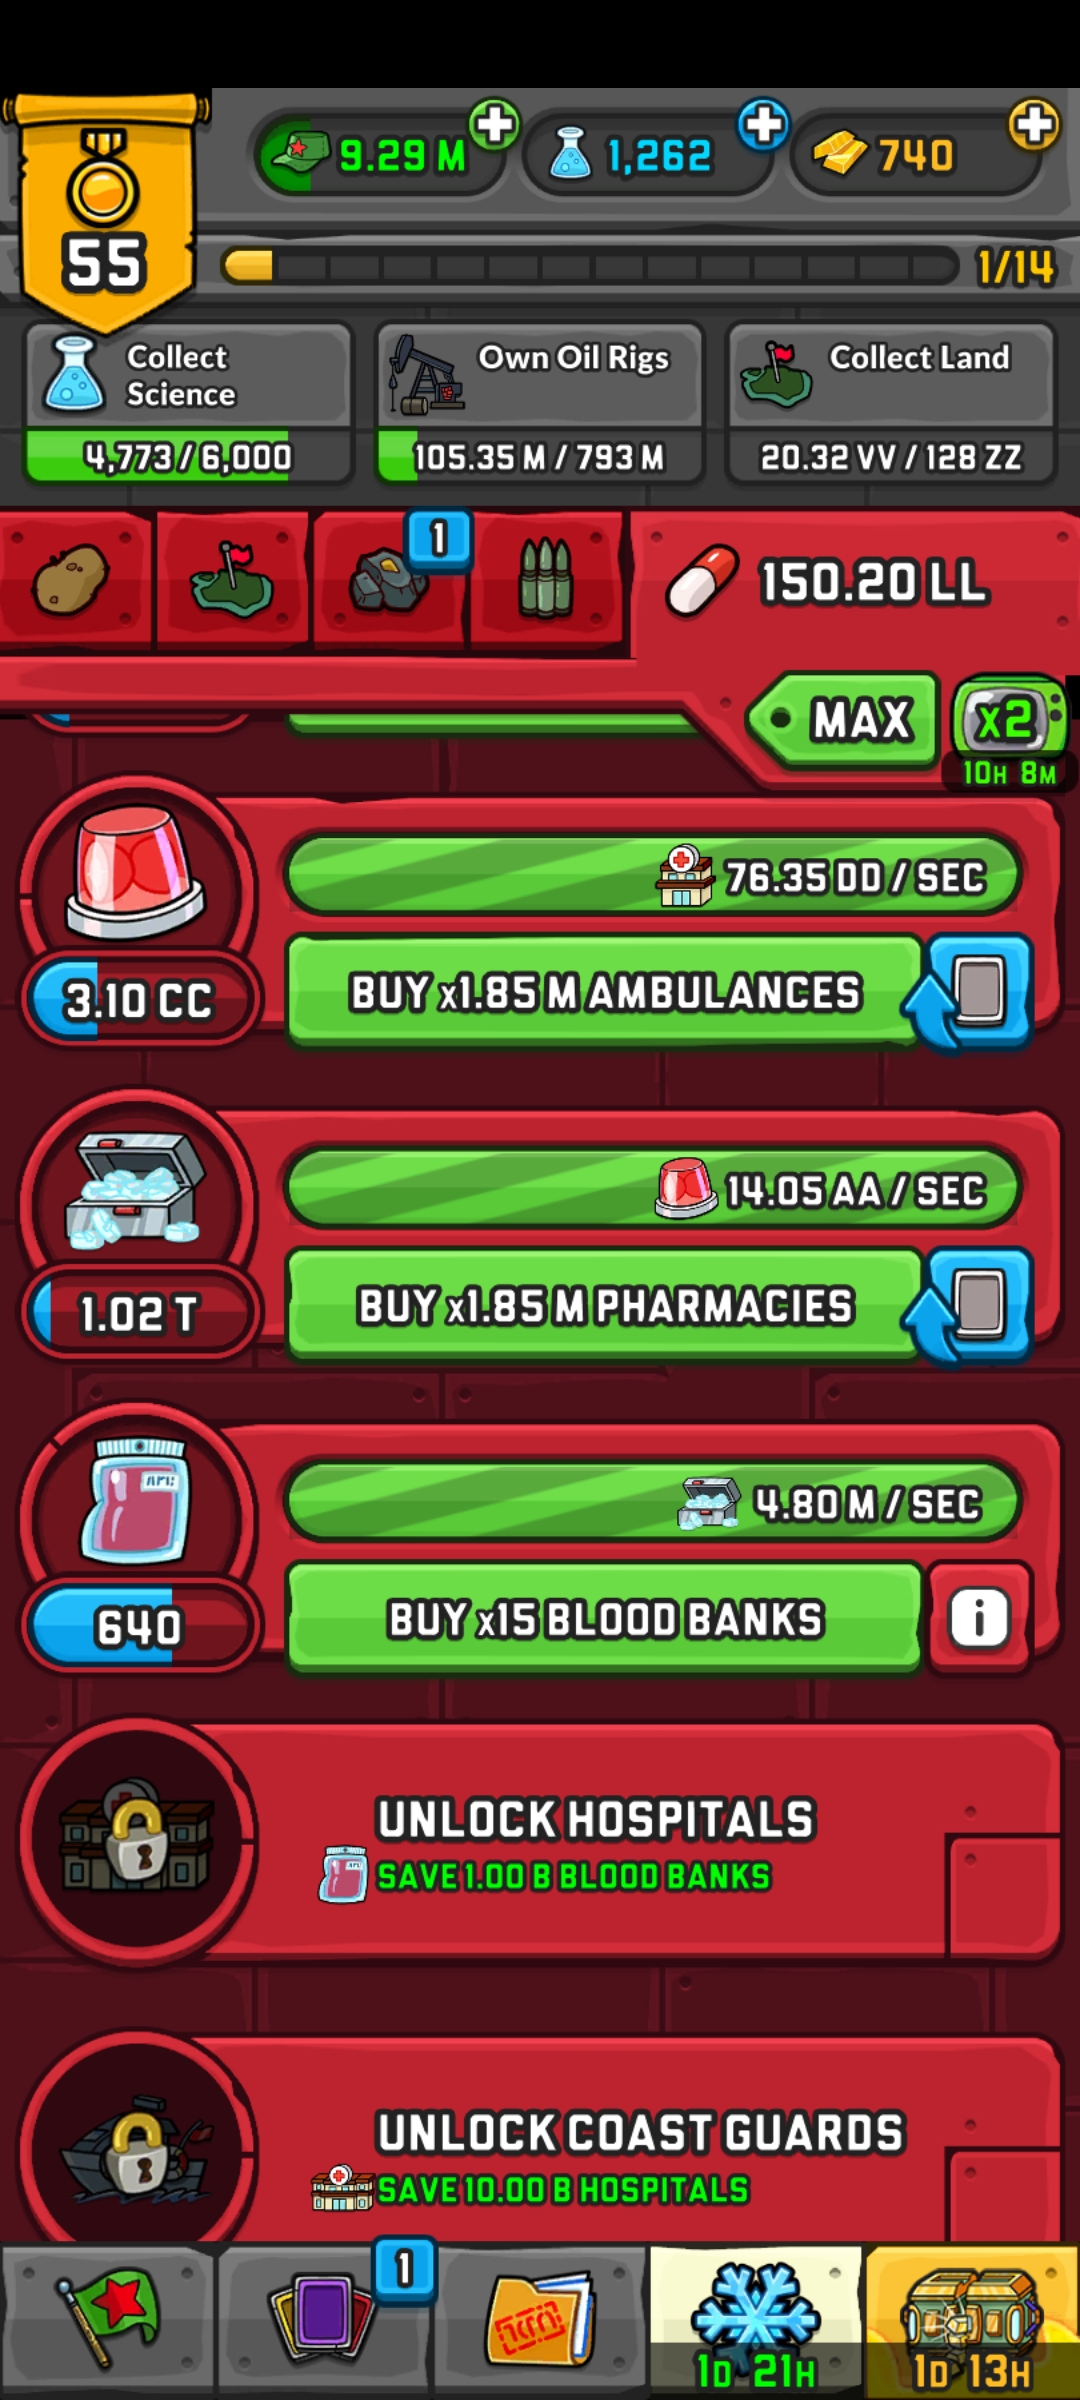 9.29 M
1,262
740
55
1/14
Collect
Science
4,773 / 6,000
Own Oil Rigs
105.35 M / 793 M
Collect Land
20.32 VV / 128 ZZ
1
150.20 LL
MAX
x2
10H 8M
76.35 DD / SEC
3.10 CC
BUY x1.85 M AMBULANCES
14.05 AA / SEC
1.02 T
BUY x1.85 M PHARMACIES
4.80 M / SEC
640
BUY x15 BLOOD BANKS
i
UNLOCK HOSPITALS
SAVE 1.00 B BLOOD BANKS
UNLOCK COAST GUARDS
SAVE 10.00 B HOSPITALS
1
1D 21H
1D 13H